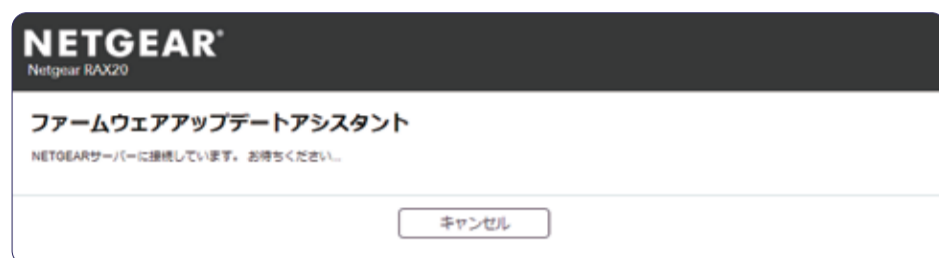 NETGEAR®
Netgear RAX20
ファームウェアアップデートアシスタント
NETGEARサーバーに接続しています。 お待ちください...
キャンセル